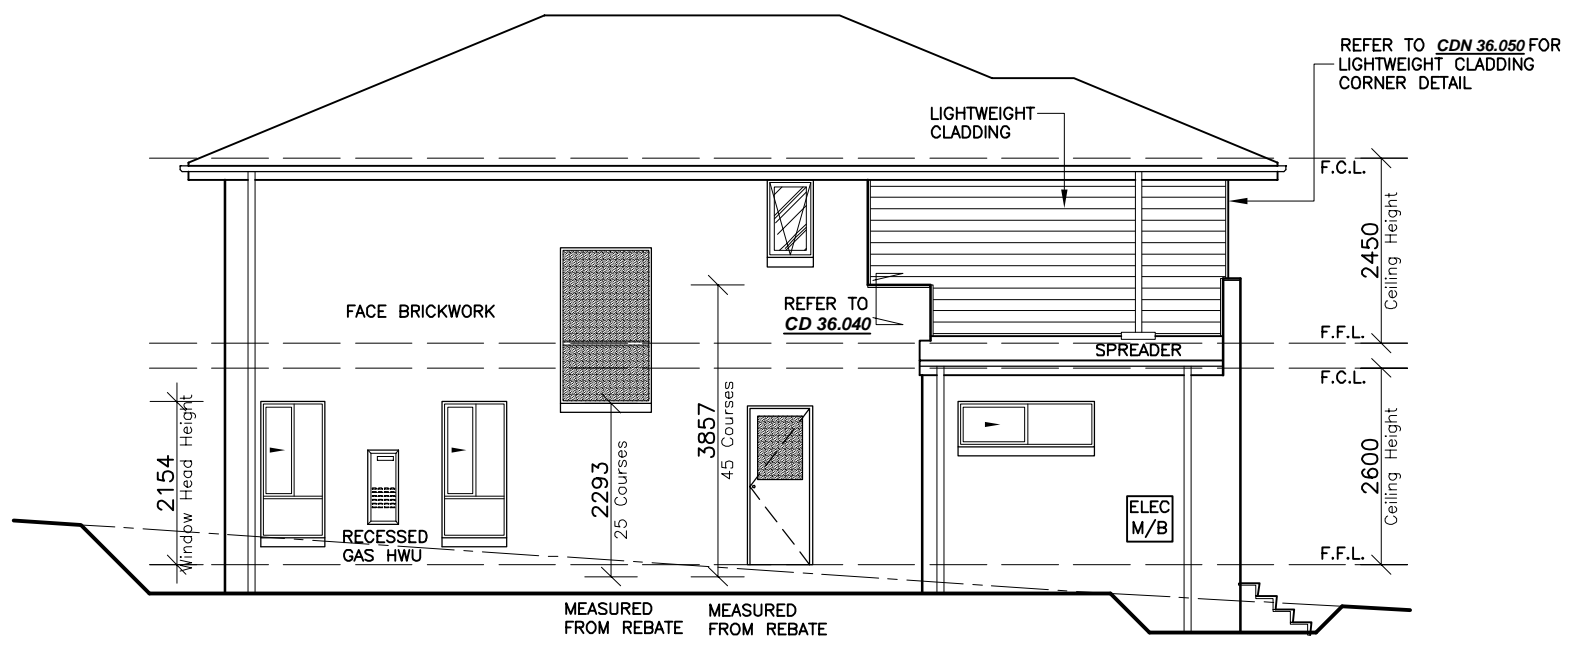 REFER TO CDN 36.050 FOR
LIGHTWEIGHT CLADDING
CORNER DETAIL
LIGHTWEIGHT
CLADDING
F.C.L.
2450
Ceiling Height
FACE BRICKWORK
REFER TO
CD 36.040
F.F.L.
SPREADER
F.C.L.
2154
Window Head Height
2293
25 Courses
3857
45 Courses
2600
Ceiling Height
ELEC
M/B
RECESSED
GAS HWU
F.F.L.
MEASURED
FROM REBATE
MEASURED
FROM REBATE